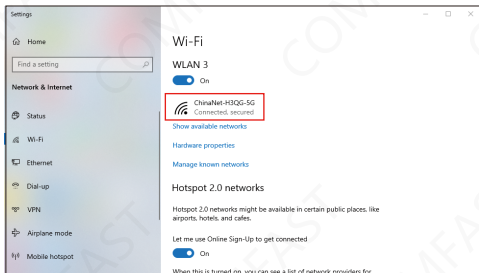 Settings
Home
Find a setting
Network & Internet
Status
Wi-Fi
Ethernet
Dial-up
VPN
Airplane mode
Mobile hotspot
Wi-Fi
WLAN 3
On
ChinaNet-H3QG-5G
Connected, secured
Show available networks
Hardware properties
Manage known networks
Hotspot 2.0 networks
Hotspot 2.0 networks might be available in certain public places, like
airports, hotels, and cafes.
Let me use Online Sign-Up to get connected
On
When this is turned on, you can see a list of network providers for